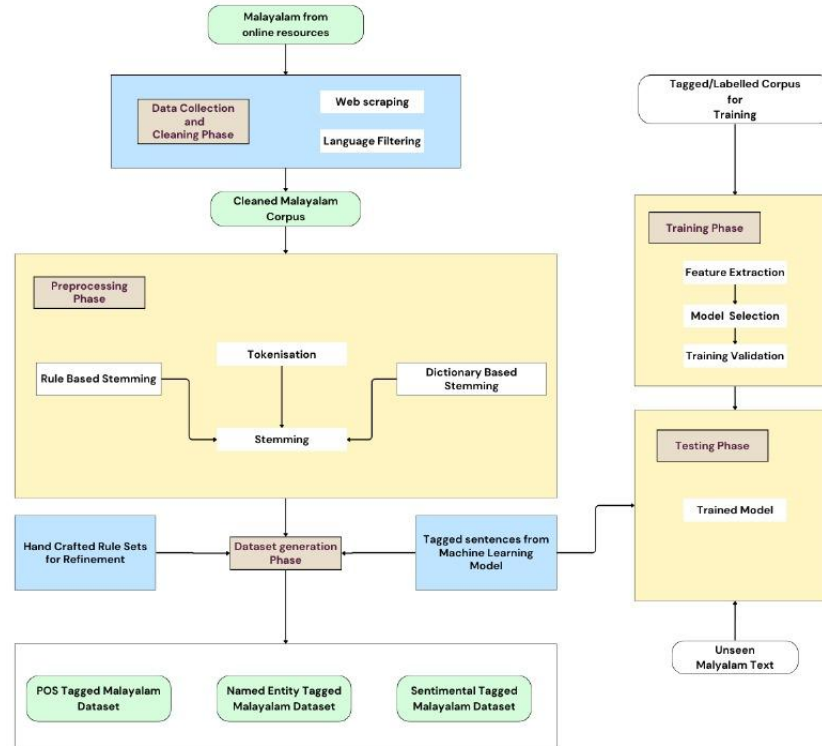 Malayalam from
online resources
Data Collection
and
Cleaning Phase
Web scraping
Language Filtering
Cleaned Malayalam
Corpus
Preprocessing
Phase
Tokenisation
Rule Based Stemming
Dictionary Based
Stemming
Stemming
Hand Crafted Rule Sets
for Refinement
Dataset generation
Phase
Tagged sentences from
Machine Learning
Model
POS Tagged Malayalam
Dataset
Named Entity Tagged
Malayalam Dataset
Sentimental Tagged
Malayalam Dataset
Tagged/Labelled Corpus
for
Training
Training Phase
Feature Extraction
Model Selection
Training Validation
Testing Phase
Trained Model
Unseen
Malyalam Text